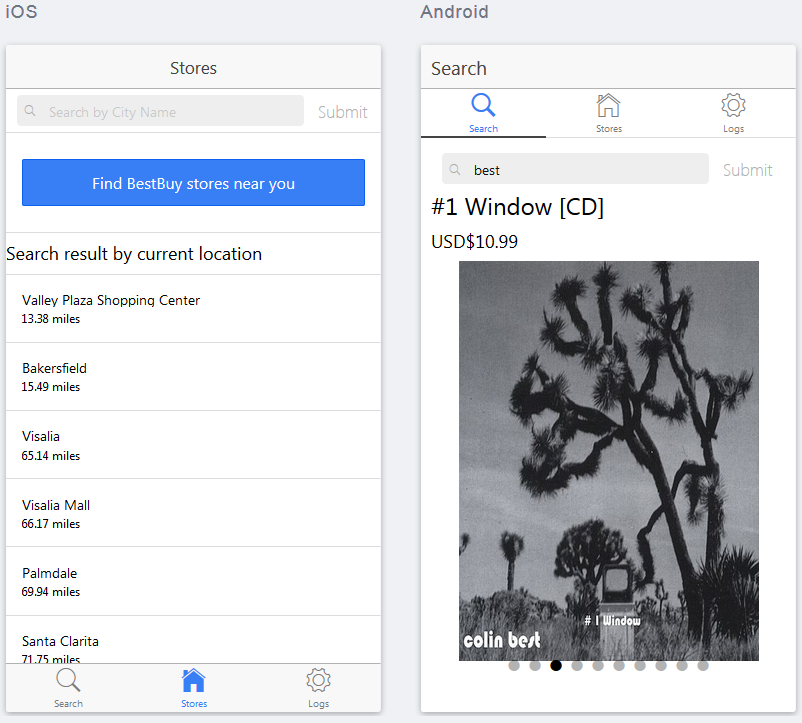 iOS
Stores
Search by City Name
Submit
Find BestBuy stores near you
Search result by current location
Valley Plaza Shopping Center
13.38 miles
Bakersfield
15.49 miles
Visalia
65.14 miles
Visalia Mall
66.17 miles
Palmdale
69.94 miles
Santa Clarita
71.75 miles
Search
Stores
Logs
Android
Search
Search
Stores
Logs
best
Submit
#1 Window [CD]
USD$10.99
# 1 Window
colin best